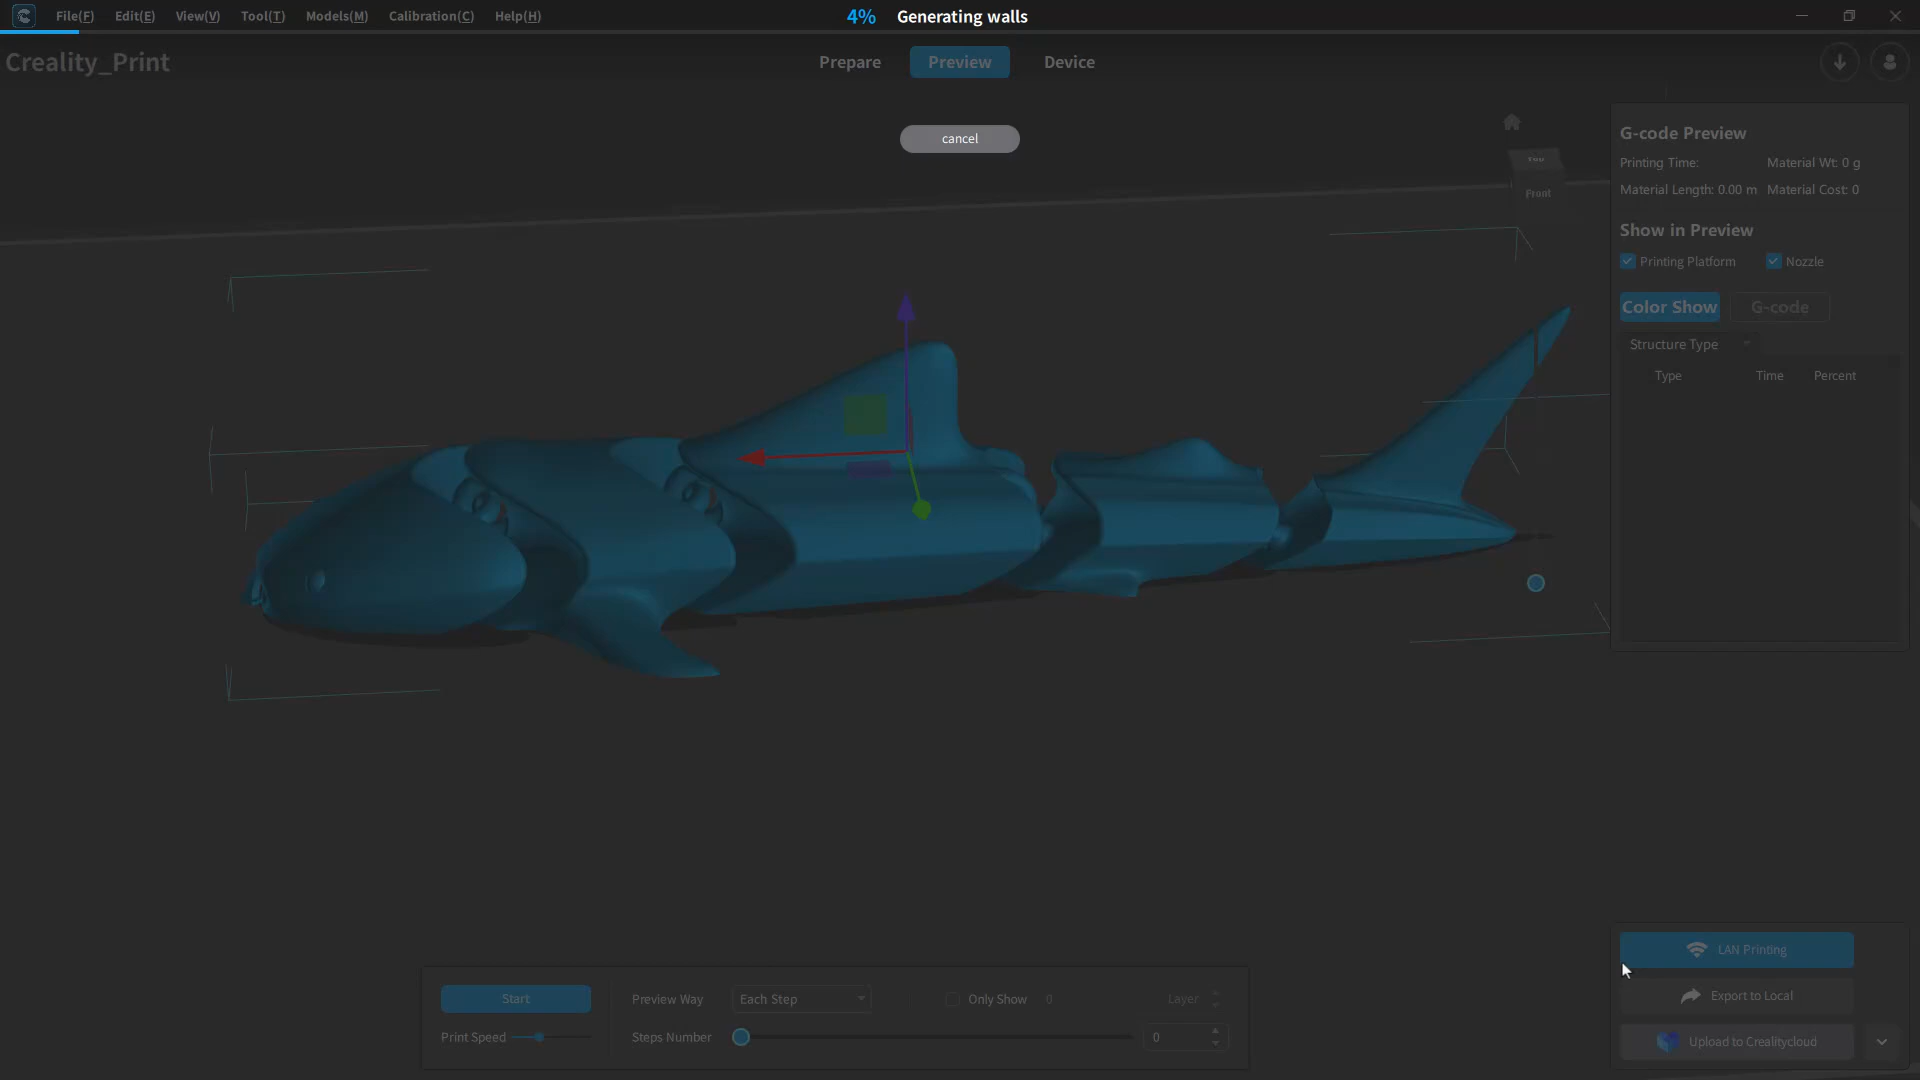 File(F) Edit(E) View(V) Tool(T) Models(M) Calibration(C) Help(H)
4% Generating walls
Creality_Print
Prepare Preview Device
cancel
Top
Front
G-code Preview
Printing Time: Material Wt: 0 g
Material Length: 0.00 m Material Cost: 0
Show in Preview
Printing Platform Nozzle
Color Show G-code
Structure Type
Type Time Percent
LAN Printing
Export to Local
Upload to Crealitycloud
Start Preview Way Each Step Only Show 0 Layer
Print Speed Steps Number 0